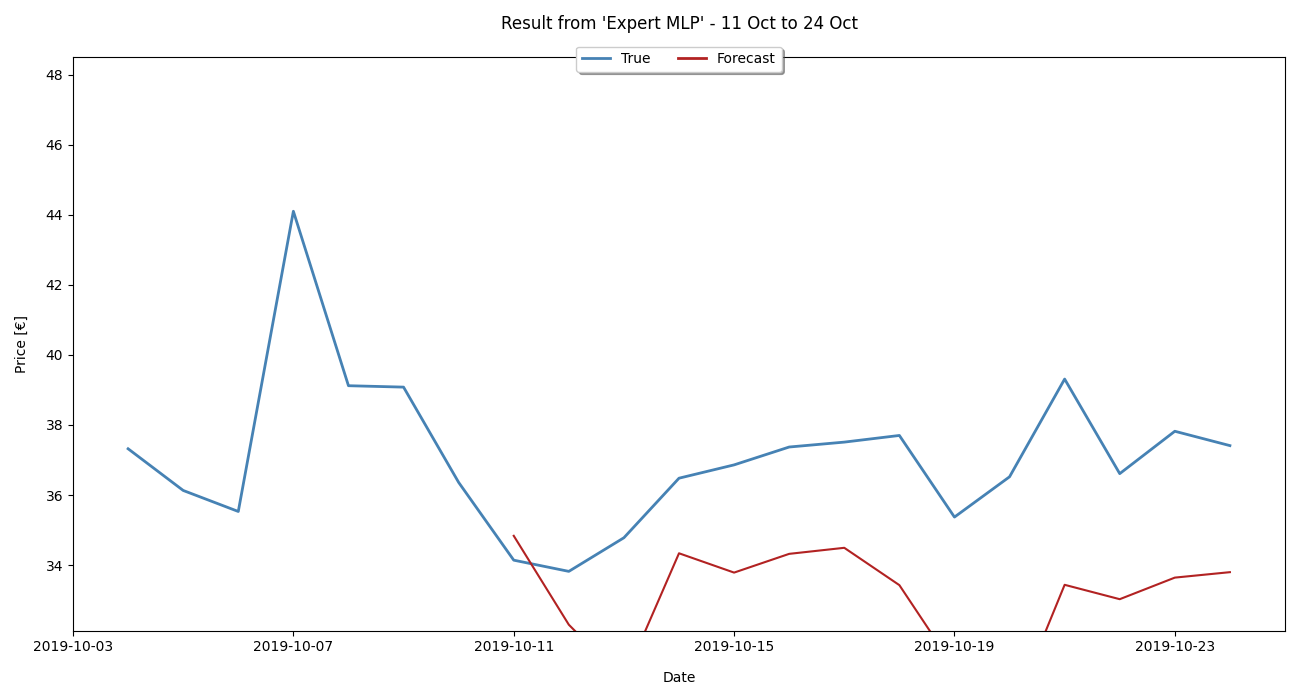 Result from 'Expert MLP' - 11 Oct to 24 Oct
True Forecast
48
46
44
42
40
38
36
34
Price [€]
2019-10-03 2019-10-07 2019-10-11 2019-10-15 2019-10-19 2019-10-23
Date